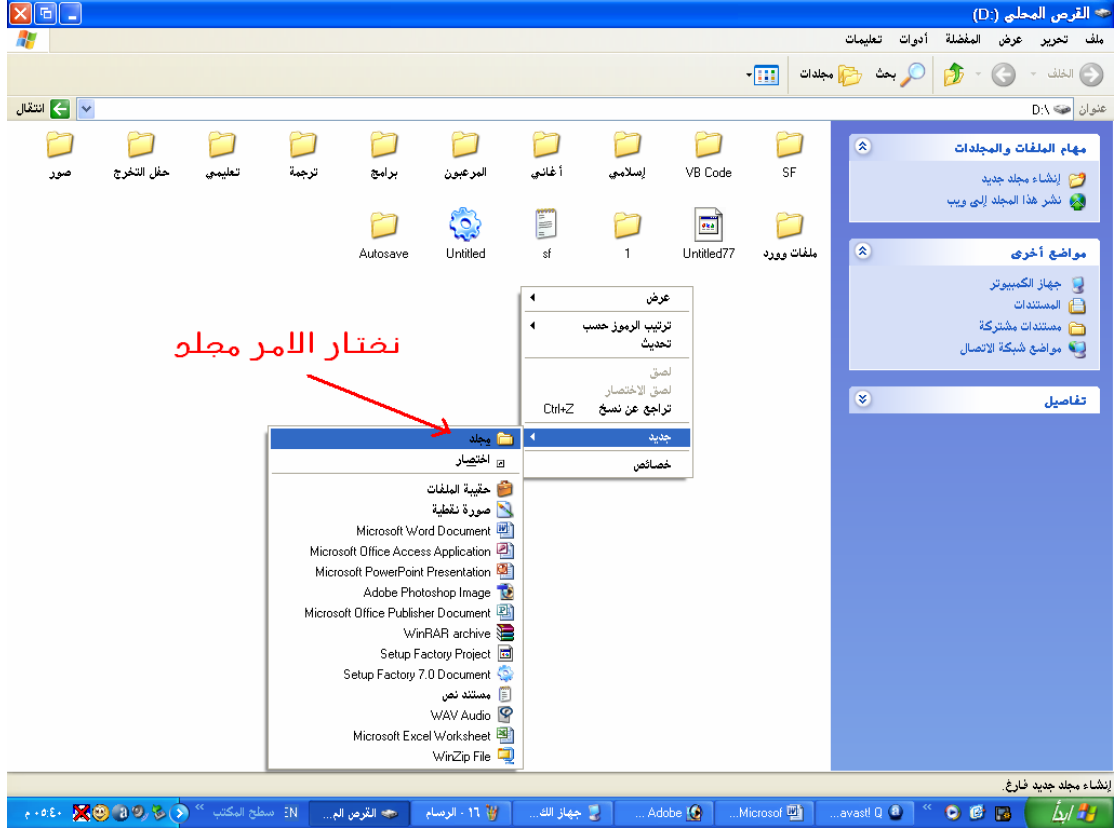 القرص المحلي (D:)
ملف تحرير عرض المفضلة أدوات تعليمات
الخلف بحث مجلدات
عنوان D:\ انتقال
مهام الملفات والمجلدات
إنشاء مجلد جديد
نشر هذا المجلد إلى ويب
مواضع أخرى
جهاز الكمبيوتر
المستندات
مستندات مشتركة
مواضع شبكة الاتصال
تفاصيل
SF VB Code إسلامي أغاني المرعبون برامج ترجمة تعليمي حفل التخرج صور
ملفات وورد Untitled77 1 sf Untitled Autosave
عرض
ترتيب الرموز حسب
تحديث
لصق
لصق الاختصار
تراجع عن نسخ Ctrl+Z
جديد
خصائص
نختار الامر مجلد
مجلد
اختصار
حقيبة الملفات
صورة نقطية
Microsoft Word Document
Microsoft Office Access Application
Microsoft PowerPoint Presentation
Adobe Photoshop Image
Microsoft Office Publisher Document
WinRAR archive
Setup Factory Project
Setup Factory 7.0 Document
مستند نص
WAV Audio
Microsoft Excel Worksheet
WinZip File
إنشاء مجلد جديد فارغ.
ابدأ avast! Q... Microsof... Adobe ... جهاز الك... ١٦ - الرسام القرص الم... سطح المكتب ٠٥:٤٠ م